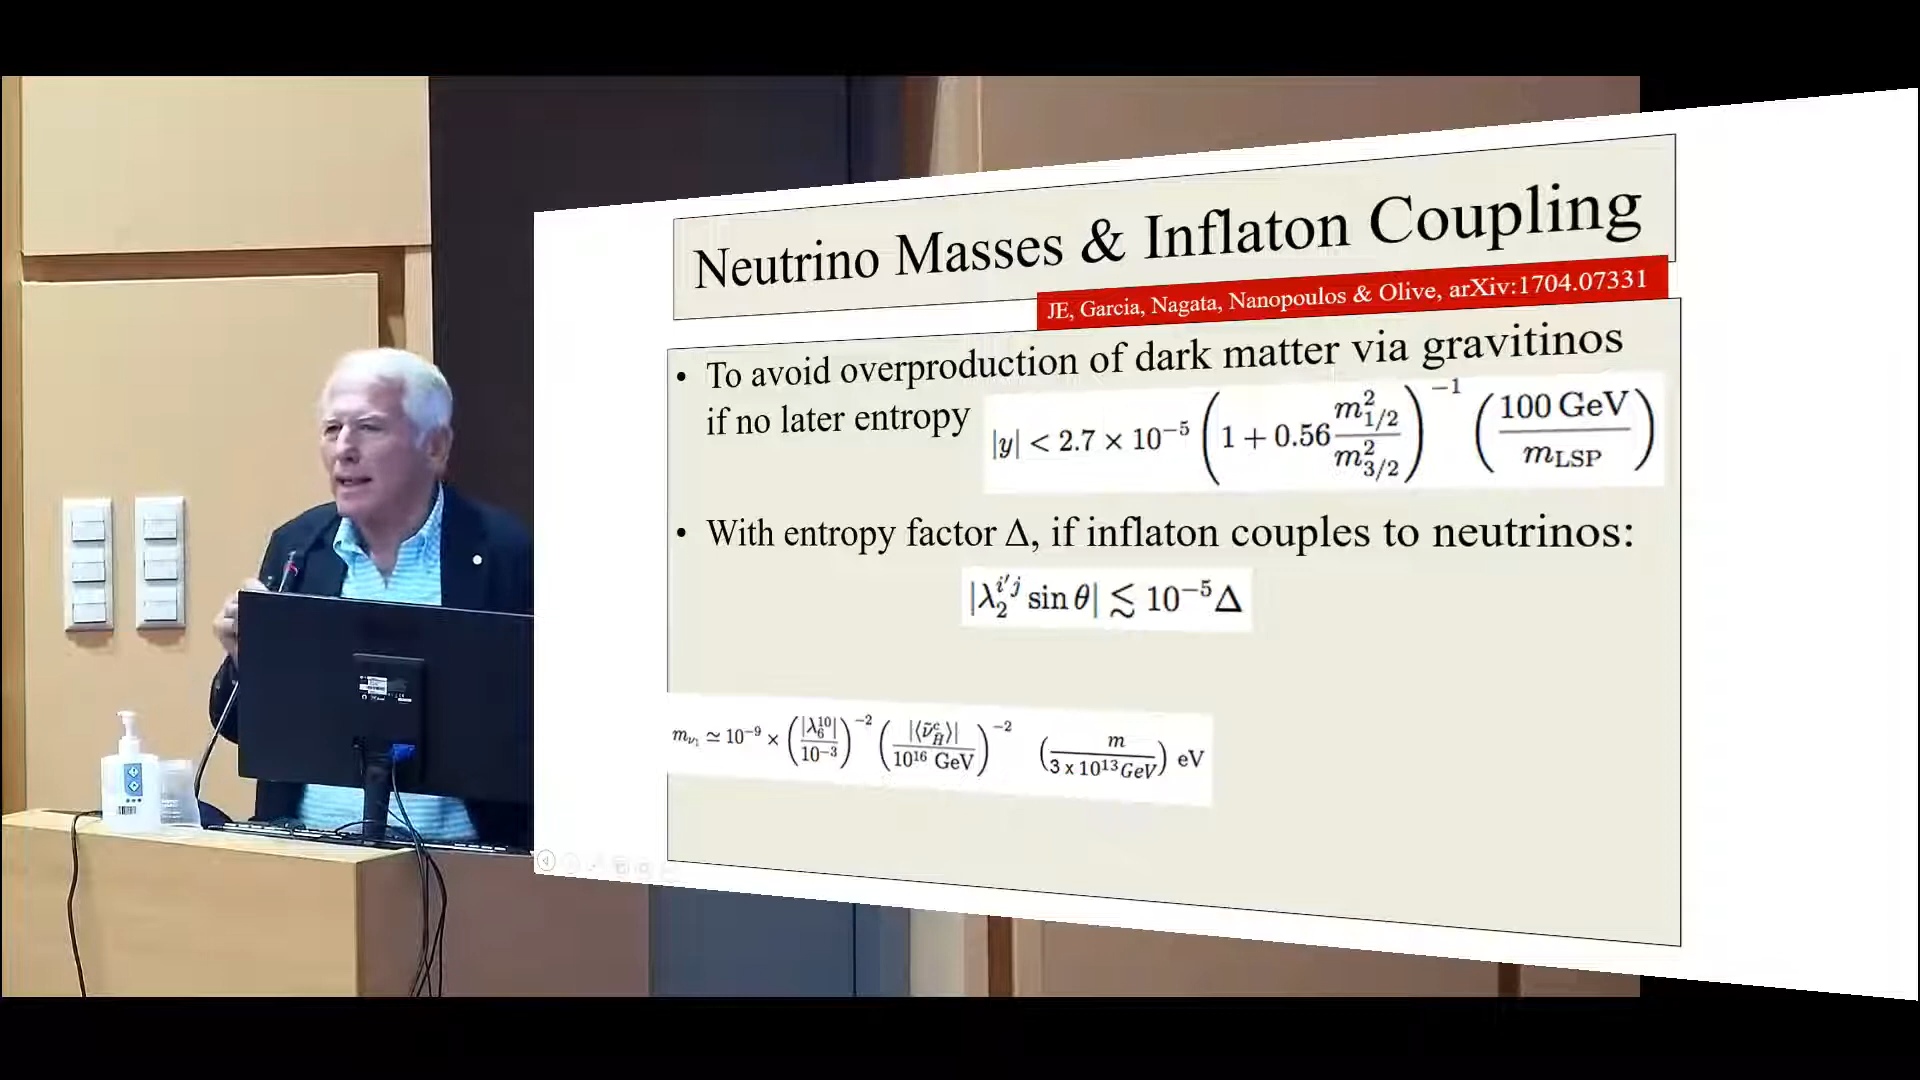 Neutrino Masses & Inflaton Coupling
JE, Garcia, Nagata, Nanopoulos & Olive, arXiv:1704.07331
• To avoid overproduction of dark matter via gravitinos
if no later entropy
|y| < 2.7 × 10⁻⁵ (1 + 0.56 m²₁/₂ / m²₃/₂)⁻¹ (100 GeV / m_LSP)
• With entropy factor Δ, if inflaton couples to neutrinos:
|λ₂^{i′j} sin θ| ≲ 10⁻⁵Δ
m_{ν₁} ≃ 10⁻⁹ × (|λ₆¹⁰| / 10⁻³)⁻² (|⟨ν̃^c_H̄⟩| / 10¹⁶ GeV)⁻² (m / 3 x 10¹³GeV) eV